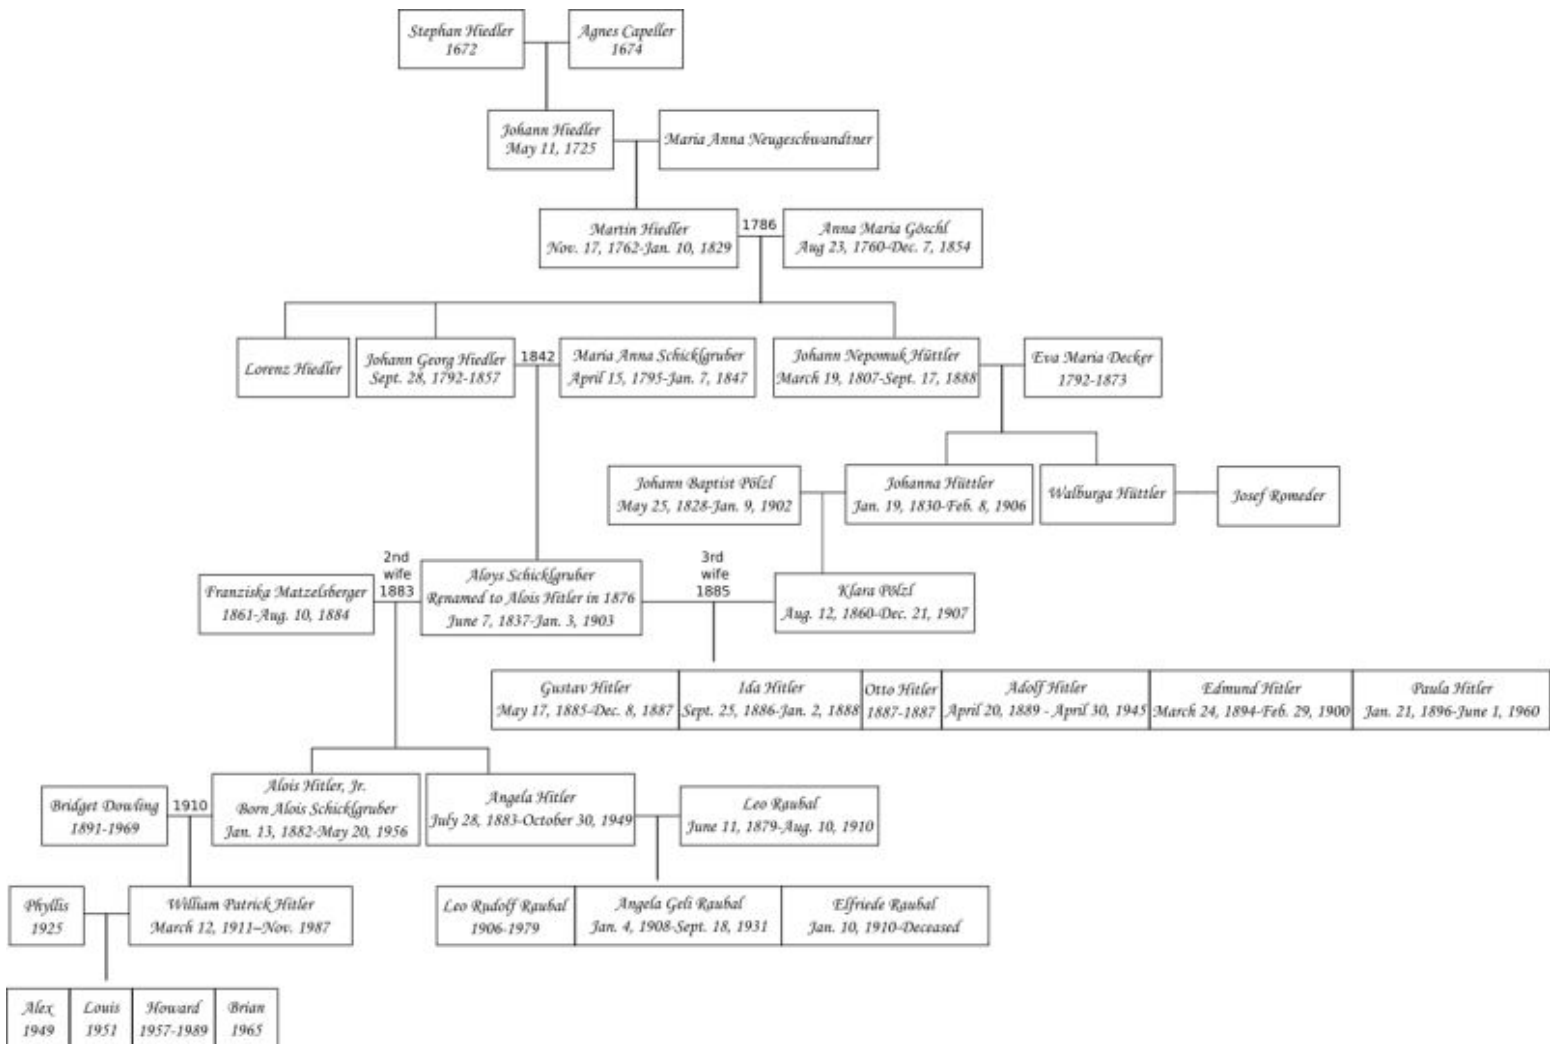 Stephan Hiedler
1672
Agnes Capeller
1674
Johann Hiedler
May 11, 1725
Maria Anna Neugeschwandtner
Martin Hiedler
Nov. 17, 1762-Jan. 10, 1829
1786
Anna Maria Göschl
Aug 23, 1760-Dec. 7, 1854
Lorenz Hiedler
Johann Georg Hiedler
Sept. 28, 1792-1857
1842
Maria Anna Schicklgruber
April 15, 1795-Jan. 7, 1847
Johann Nepomuk Hüttler
March 19, 1807-Sept. 17, 1888
Eva Maria Decker
1792-1873
Johann Baptist Pölzl
May 25, 1828-Jan. 9, 1902
Johanna Hüttler
Jan. 19, 1830-Feb. 8, 1906
Walburga Hüttler
Josef Romeder
Franziska Matzelsberger
1861-Aug. 10, 1884
2nd
wife
1883
Aloys Schicklgruber
Renamed to Alois Hitler in 1876
June 7, 1837-Jan. 3, 1903
3rd
wife
1885
Klara Pölzl
Aug. 12, 1860-Dec. 21, 1907
Gustav Hitler
May 17, 1885-Dec. 8, 1887
Ida Hitler
Sept. 25, 1886-Jan. 2, 1888
Otto Hitler
1887-1887
Adolf Hitler
April 20, 1889 - April 30, 1945
Edmund Hitler
March 24, 1894-Feb. 29, 1900
Paula Hitler
Jan. 21, 1896-June 1, 1960
Bridget Dowling
1891-1969
1910
Alois Hitler, Jr.
Born Alois Schicklgruber
Jan. 13, 1882-May 20, 1956
Angela Hitler
July 28, 1883-October 30, 1949
Leo Raubal
June 11, 1879-Aug. 10, 1910
Phyllis
1925
William Patrick Hitler
March 12, 1911–Nov. 1987
Leo Rudolf Raubal
1906-1979
Angela Geli Raubal
Jan. 4, 1908-Sept. 18, 1931
Elfriede Raubal
Jan. 10, 1910-Deceased
Alex
1949
Louis
1951
Howard
1957-1989
Brian
1965